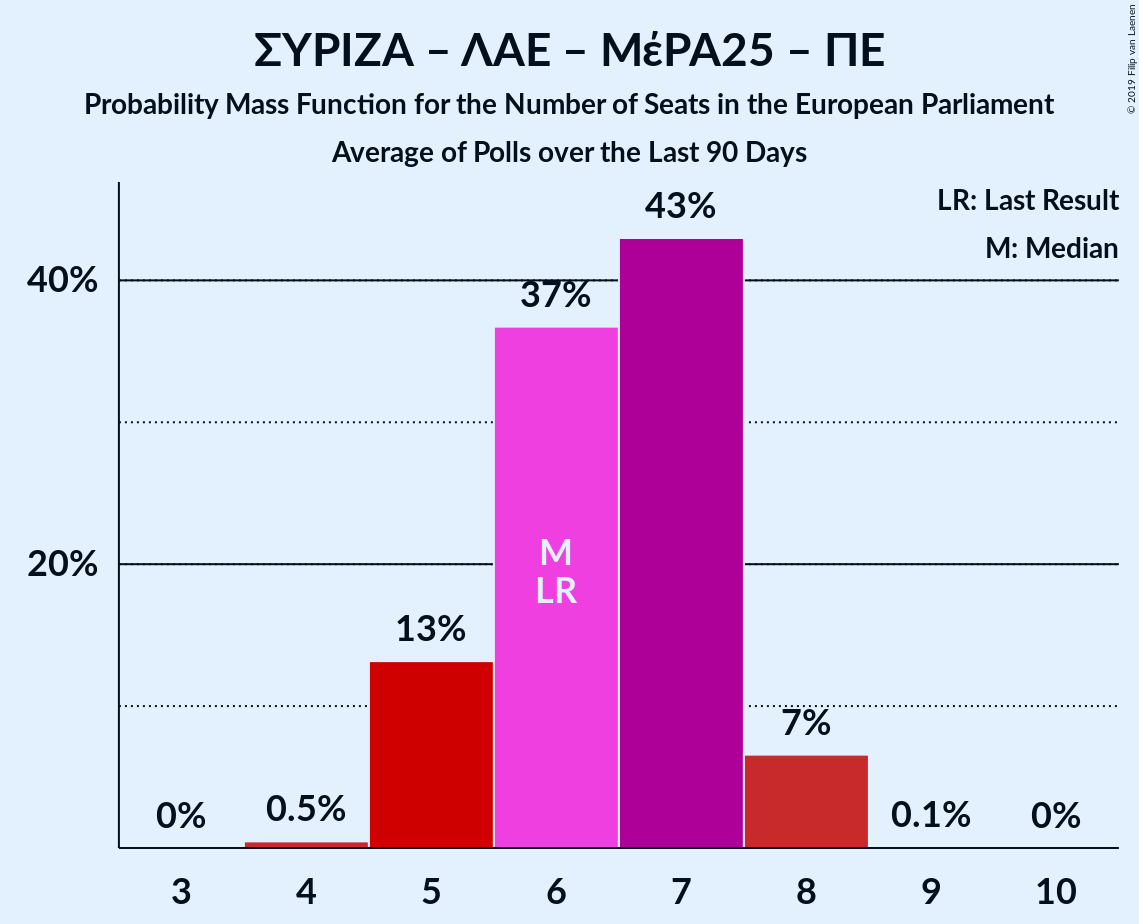 ΣΥΡΙΖΑ – ΛΑΕ – ΜέΡΑ25 – ΠΕ
Probability Mass Function for the Number of Seats in the European Parliament
Average of Polls over the Last 90 Days
© 2019 Filip van Laenen
LR: Last Result
M: Median
40%
20%
0%
0.5%
13%
37%
43%
7%
0.1%
0%
M
LR
3
4
5
6
7
8
9
10